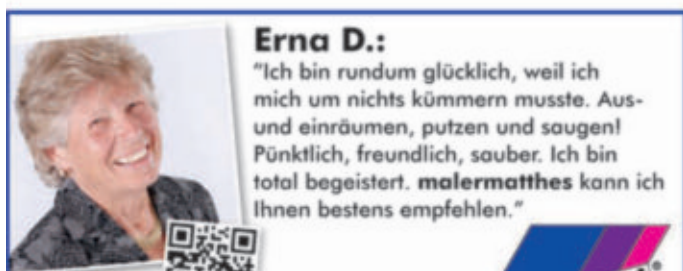 Erna D.:
"Ich bin rundum glücklich, weil ich
mich um nichts kümmern musste. Aus-
und einräumen, putzen und saugen!
Pünktlich, freundlich, sauber. Ich bin
total begeistert. malermatthes kann ich
Ihnen bestens empfehlen."
®